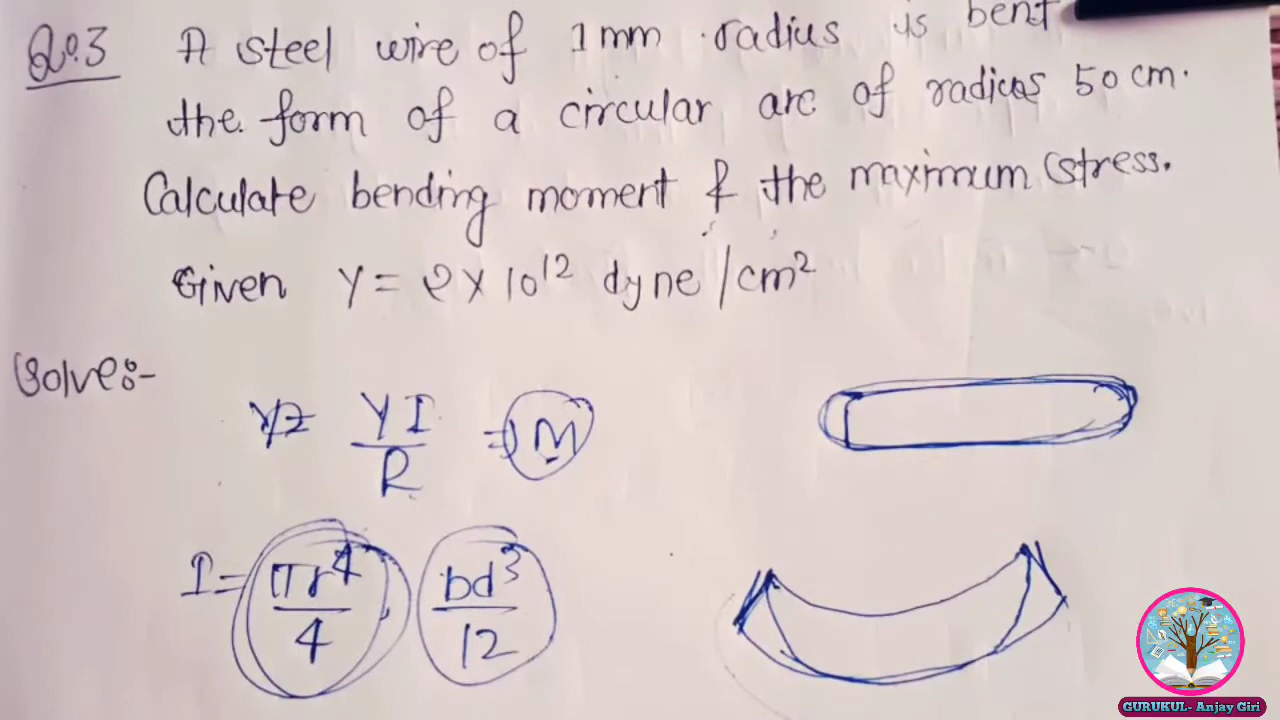 Q.3 A steel wire of 1mm radius is bent
the form of a circular arc of radius 50 cm.
Calculate bending moment & the maximum stress.
Given Y = 2 × 10¹² dyne / cm²
Solve:-
YI/R = M
I = πr⁴/4 bd³/12
GURUKUL- Anjay Giri